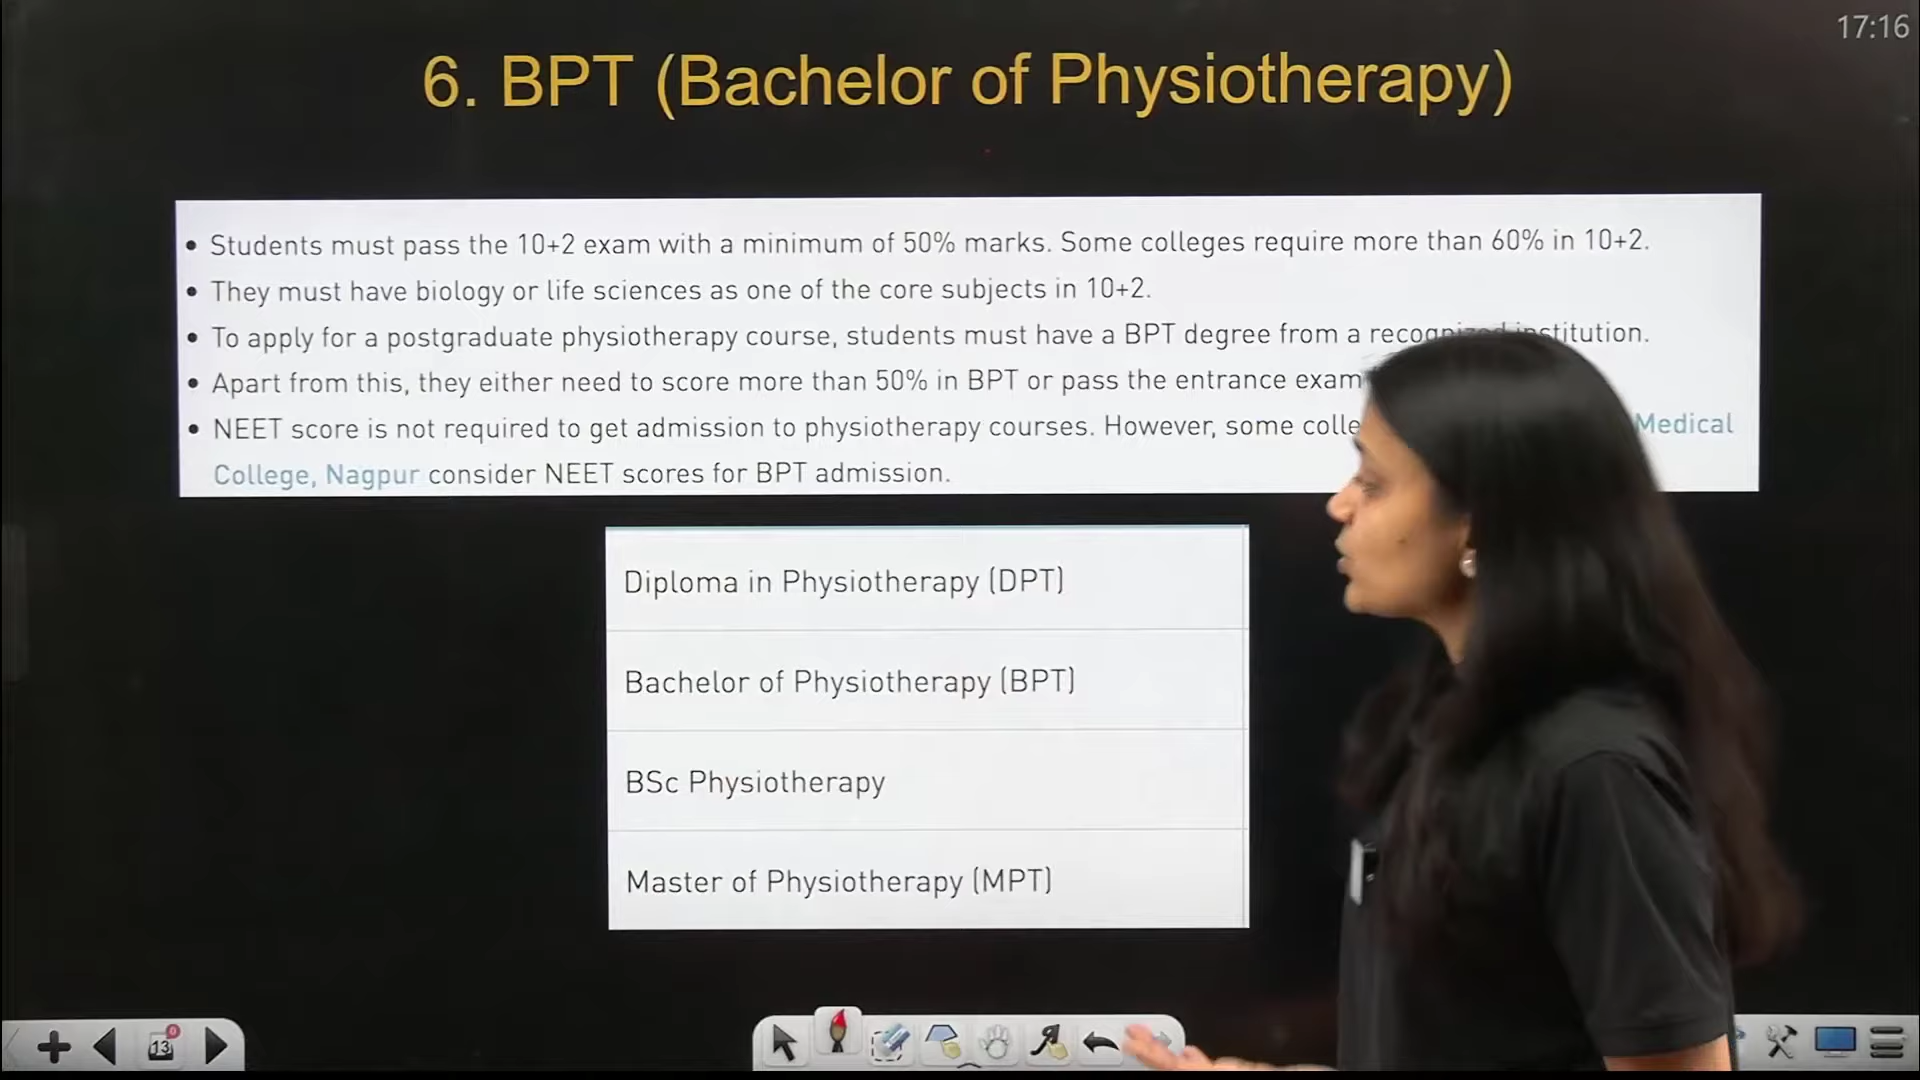 17:16
6. BPT (Bachelor of Physiotherapy)
• Students must pass the 10+2 exam with a minimum of 50% marks. Some colleges require more than 60% in 10+2.
• They must have biology or life sciences as one of the core subjects in 10+2.
• To apply for a postgraduate physiotherapy course, students must have a BPT degree from a recognized institution.
• Apart from this, they either need to score more than 50% in BPT or pass the entrance exam
• NEET score is not required to get admission to physiotherapy courses. However, some Medical
College, Nagpur consider NEET scores for BPT admission.
Diploma in Physiotherapy (DPT)
Bachelor of Physiotherapy (BPT)
BSc Physiotherapy
Master of Physiotherapy (MPT)
13